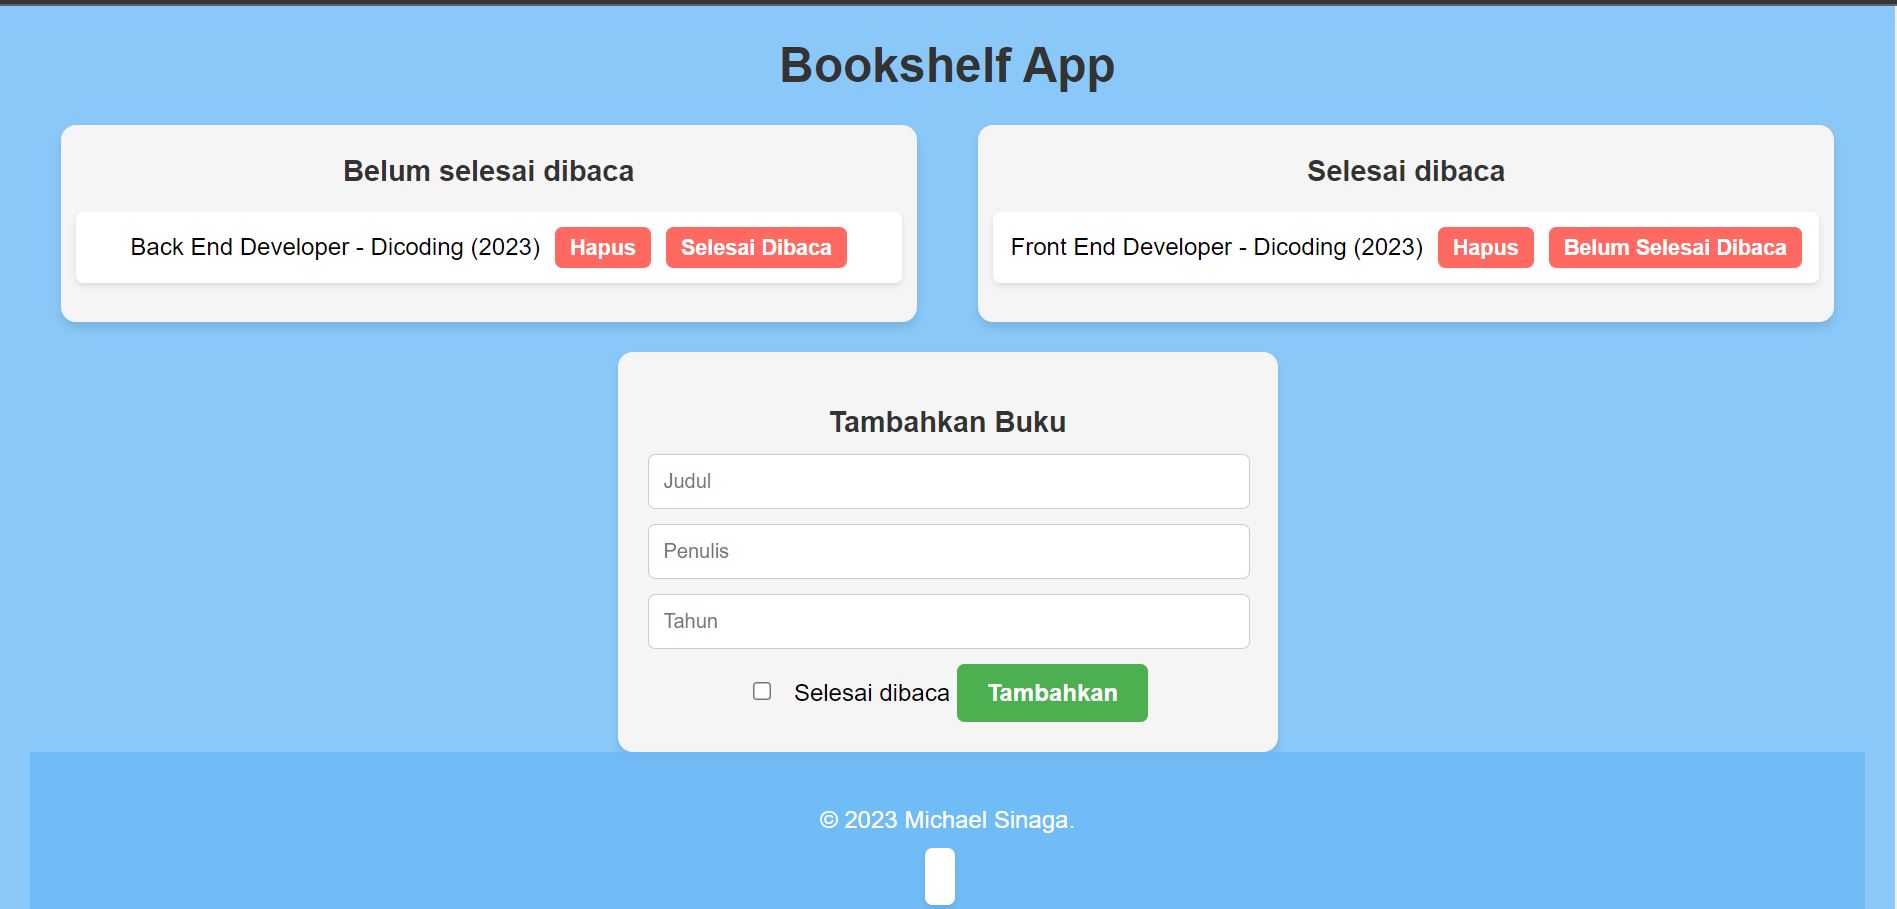 Bookshelf App
Belum selesai dibaca
Back End Developer - Dicoding (2023) Hapus Selesai Dibaca
Selesai dibaca
Front End Developer - Dicoding (2023) Hapus Belum Selesai Dibaca
Tambahkan Buku
Judul
Penulis
Tahun
Selesai dibaca Tambahkan
© 2023 Michael Sinaga.